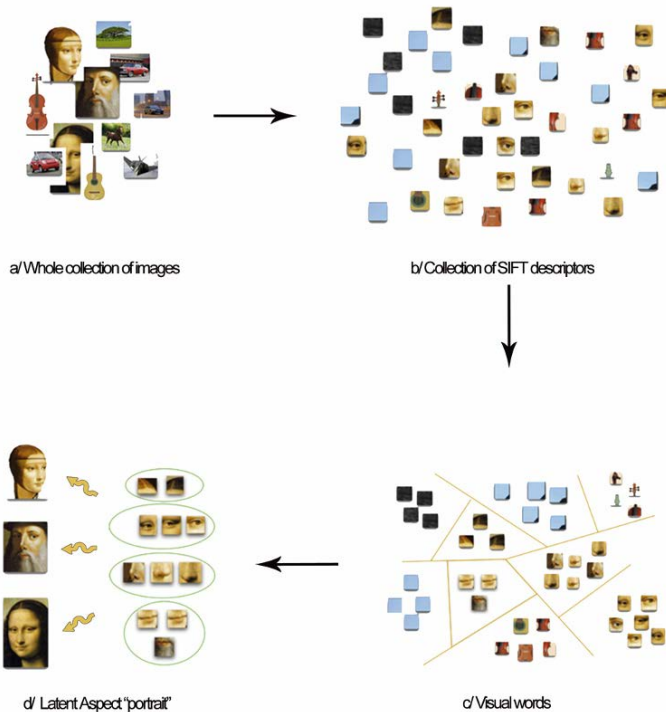 a/ Whole collection of images
b/ Collection of SIFT descriptors
d/ Latent Aspect "portrait"
c/ Visual words